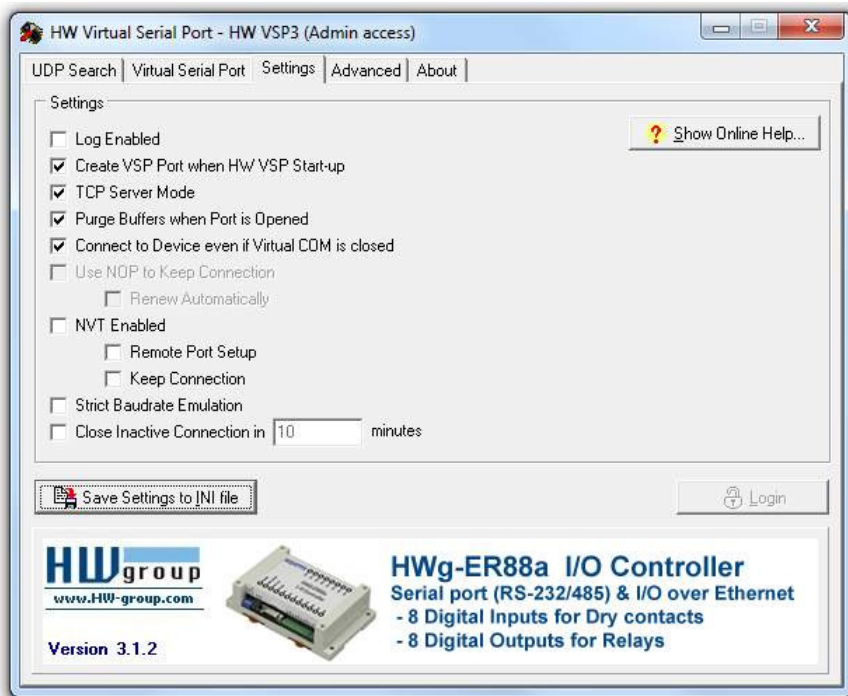 HW Virtual Serial Port - HW VSP3 (Admin access)
UDP Search Virtual Serial Port Settings Advanced About
Settings
Log Enabled
? Show Online Help...
Create VSP Port when HW VSP Start-up
TCP Server Mode
Purge Buffers when Port is Opened
Connect to Device even if Virtual COM is closed
Use NOP to Keep Connection
Renew Automatically
NVT Enabled
Remote Port Setup
Keep Connection
Strict Baudrate Emulation
Close Inactive Connection in 10 minutes
Save Settings to INI file
Login
HW group
www.HW-group.com
Version 3.1.2
HWg-ER88a I/O Controller
Serial port (RS-232/485) & I/O over Ethernet
- 8 Digital Inputs for Dry contacts
- 8 Digital Outputs for Relays